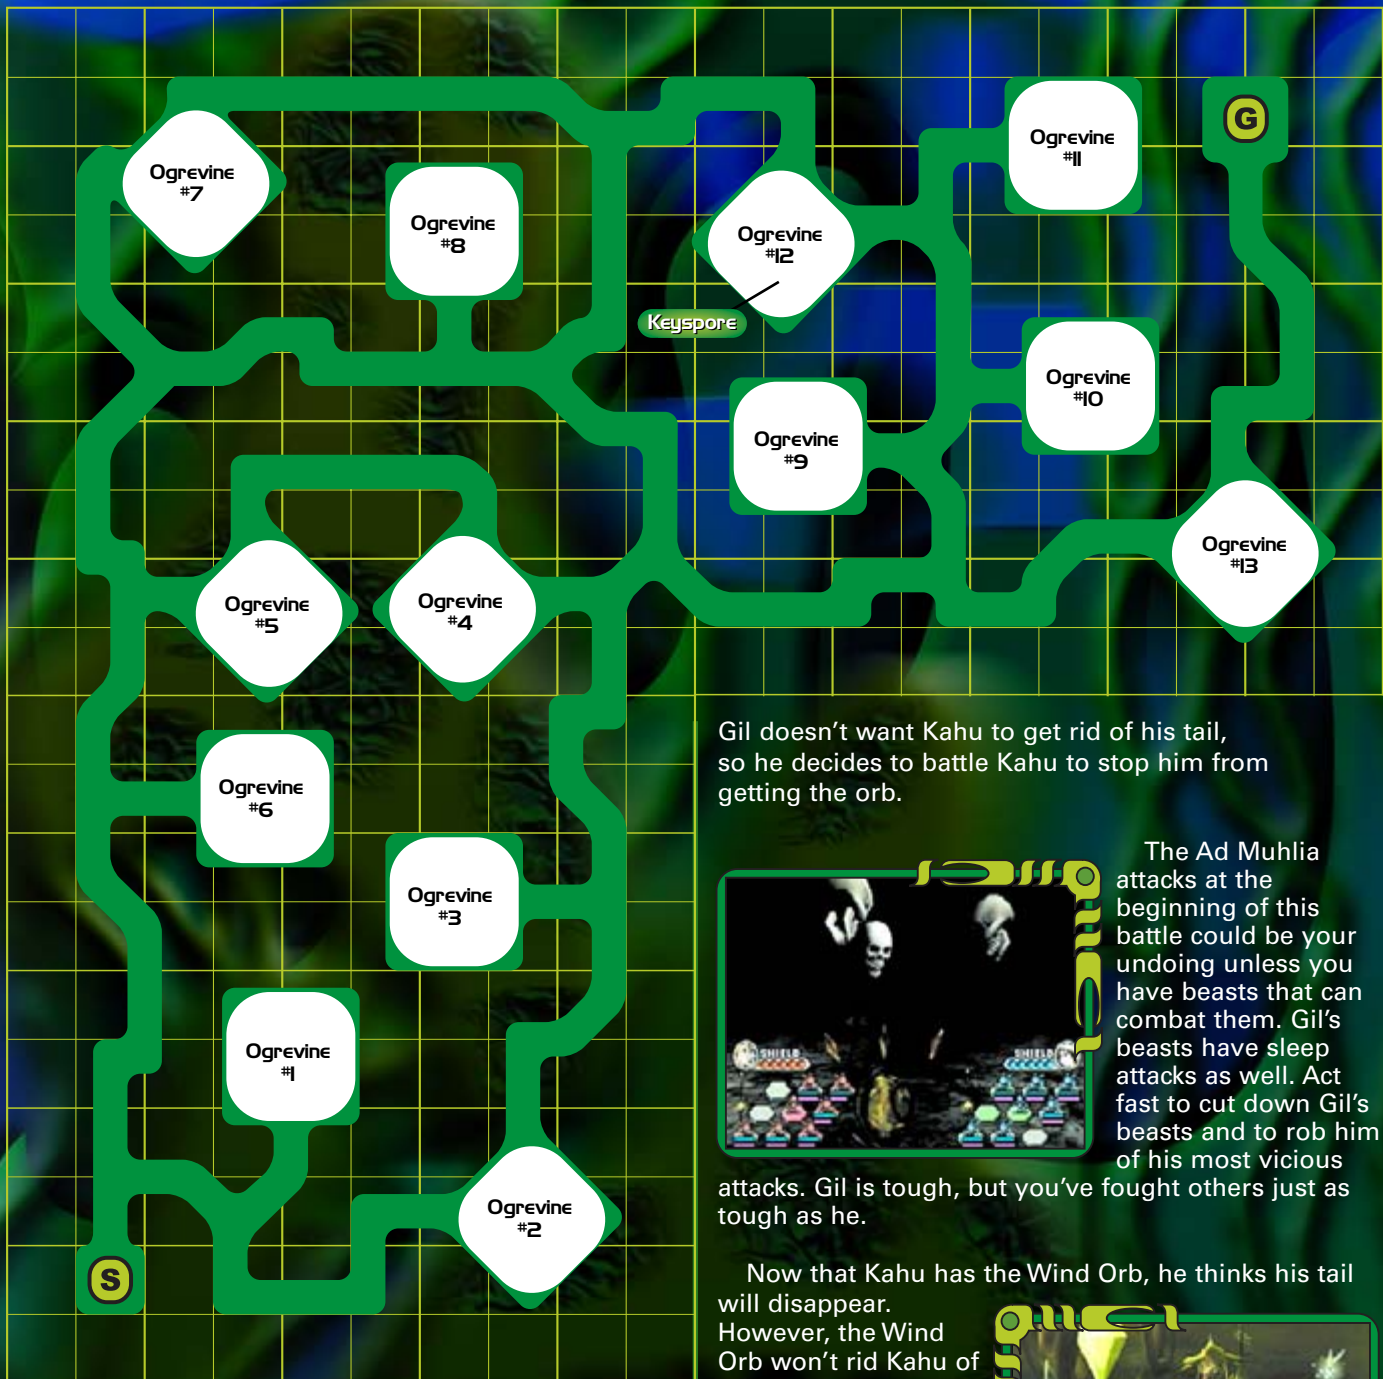 G
Ogrevine
#11
Ogrevine
#7
Ogrevine
#8
Ogrevine
#12
Keyspore
Ogrevine
#10
Ogrevine
#9
Ogrevine
#13
Ogrevine
#5
Ogrevine
#4
Ogrevine
#6
Ogrevine
#3
Ogrevine
#1
Ogrevine
#2
S
Gil doesn't want Kahu to get rid of his tail,
so he decides to battle Kahu to stop him from
getting the orb.
The Ad Muhlia
attacks at the
beginning of this
battle could be your
undoing unless you
have beasts that can
combat them. Gil's
beasts have sleep
attacks as well. Act
fast to cut down Gil's
beasts and to rob him
of his most vicious
attacks. Gil is tough, but you've fought others just as
tough as he.
SHIELD
SHIELD
Now that Kahu has the Wind Orb, he thinks his tail
will disappear.
However, the Wind
Orb won't rid Kahu of